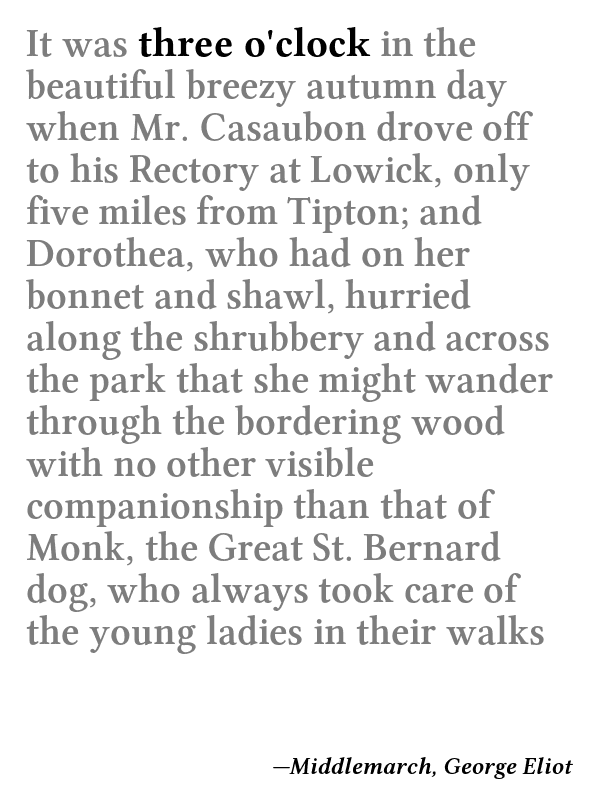 It was three o'clock in the
beautiful breezy autumn day
when Mr. Casaubon drove off
to his Rectory at Lowick, only
five miles from Tipton; and
Dorothea, who had on her
bonnet and shawl, hurried
along the shrubbery and across
the park that she might wander
through the bordering wood
with no other visible
companionship than that of
Monk, the Great St. Bernard
dog, who always took care of
the young ladies in their walks
—Middlemarch, George Eliot